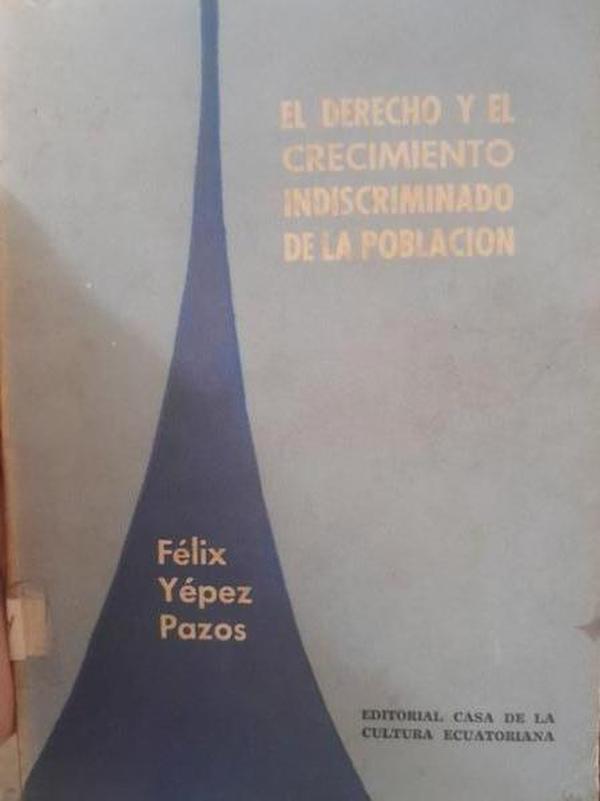 EL DERECHO Y EL
CRECIMIENTO
INDISCRIMINADO
DE LA POBLACION
Félix
Yépez
Pazos
EDITORIAL CASA DE LA
CULTURA ECUATORIANA